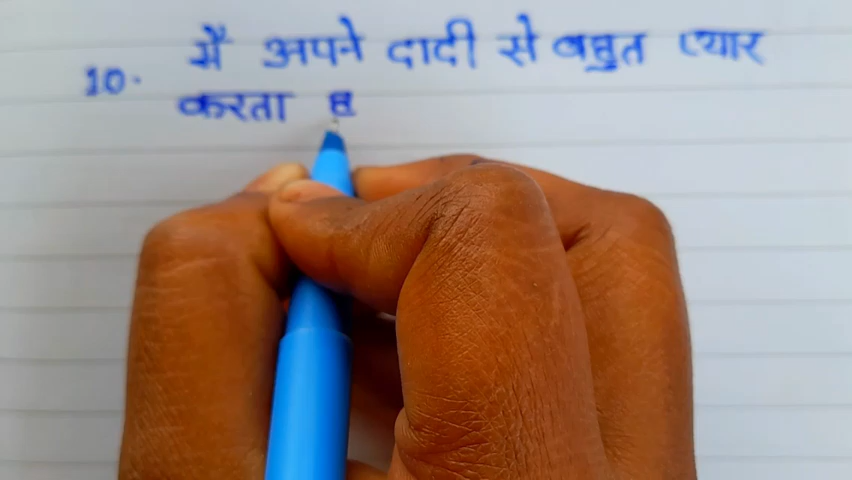 10. मैं अपने दादी से बहुत प्यार
करता ह